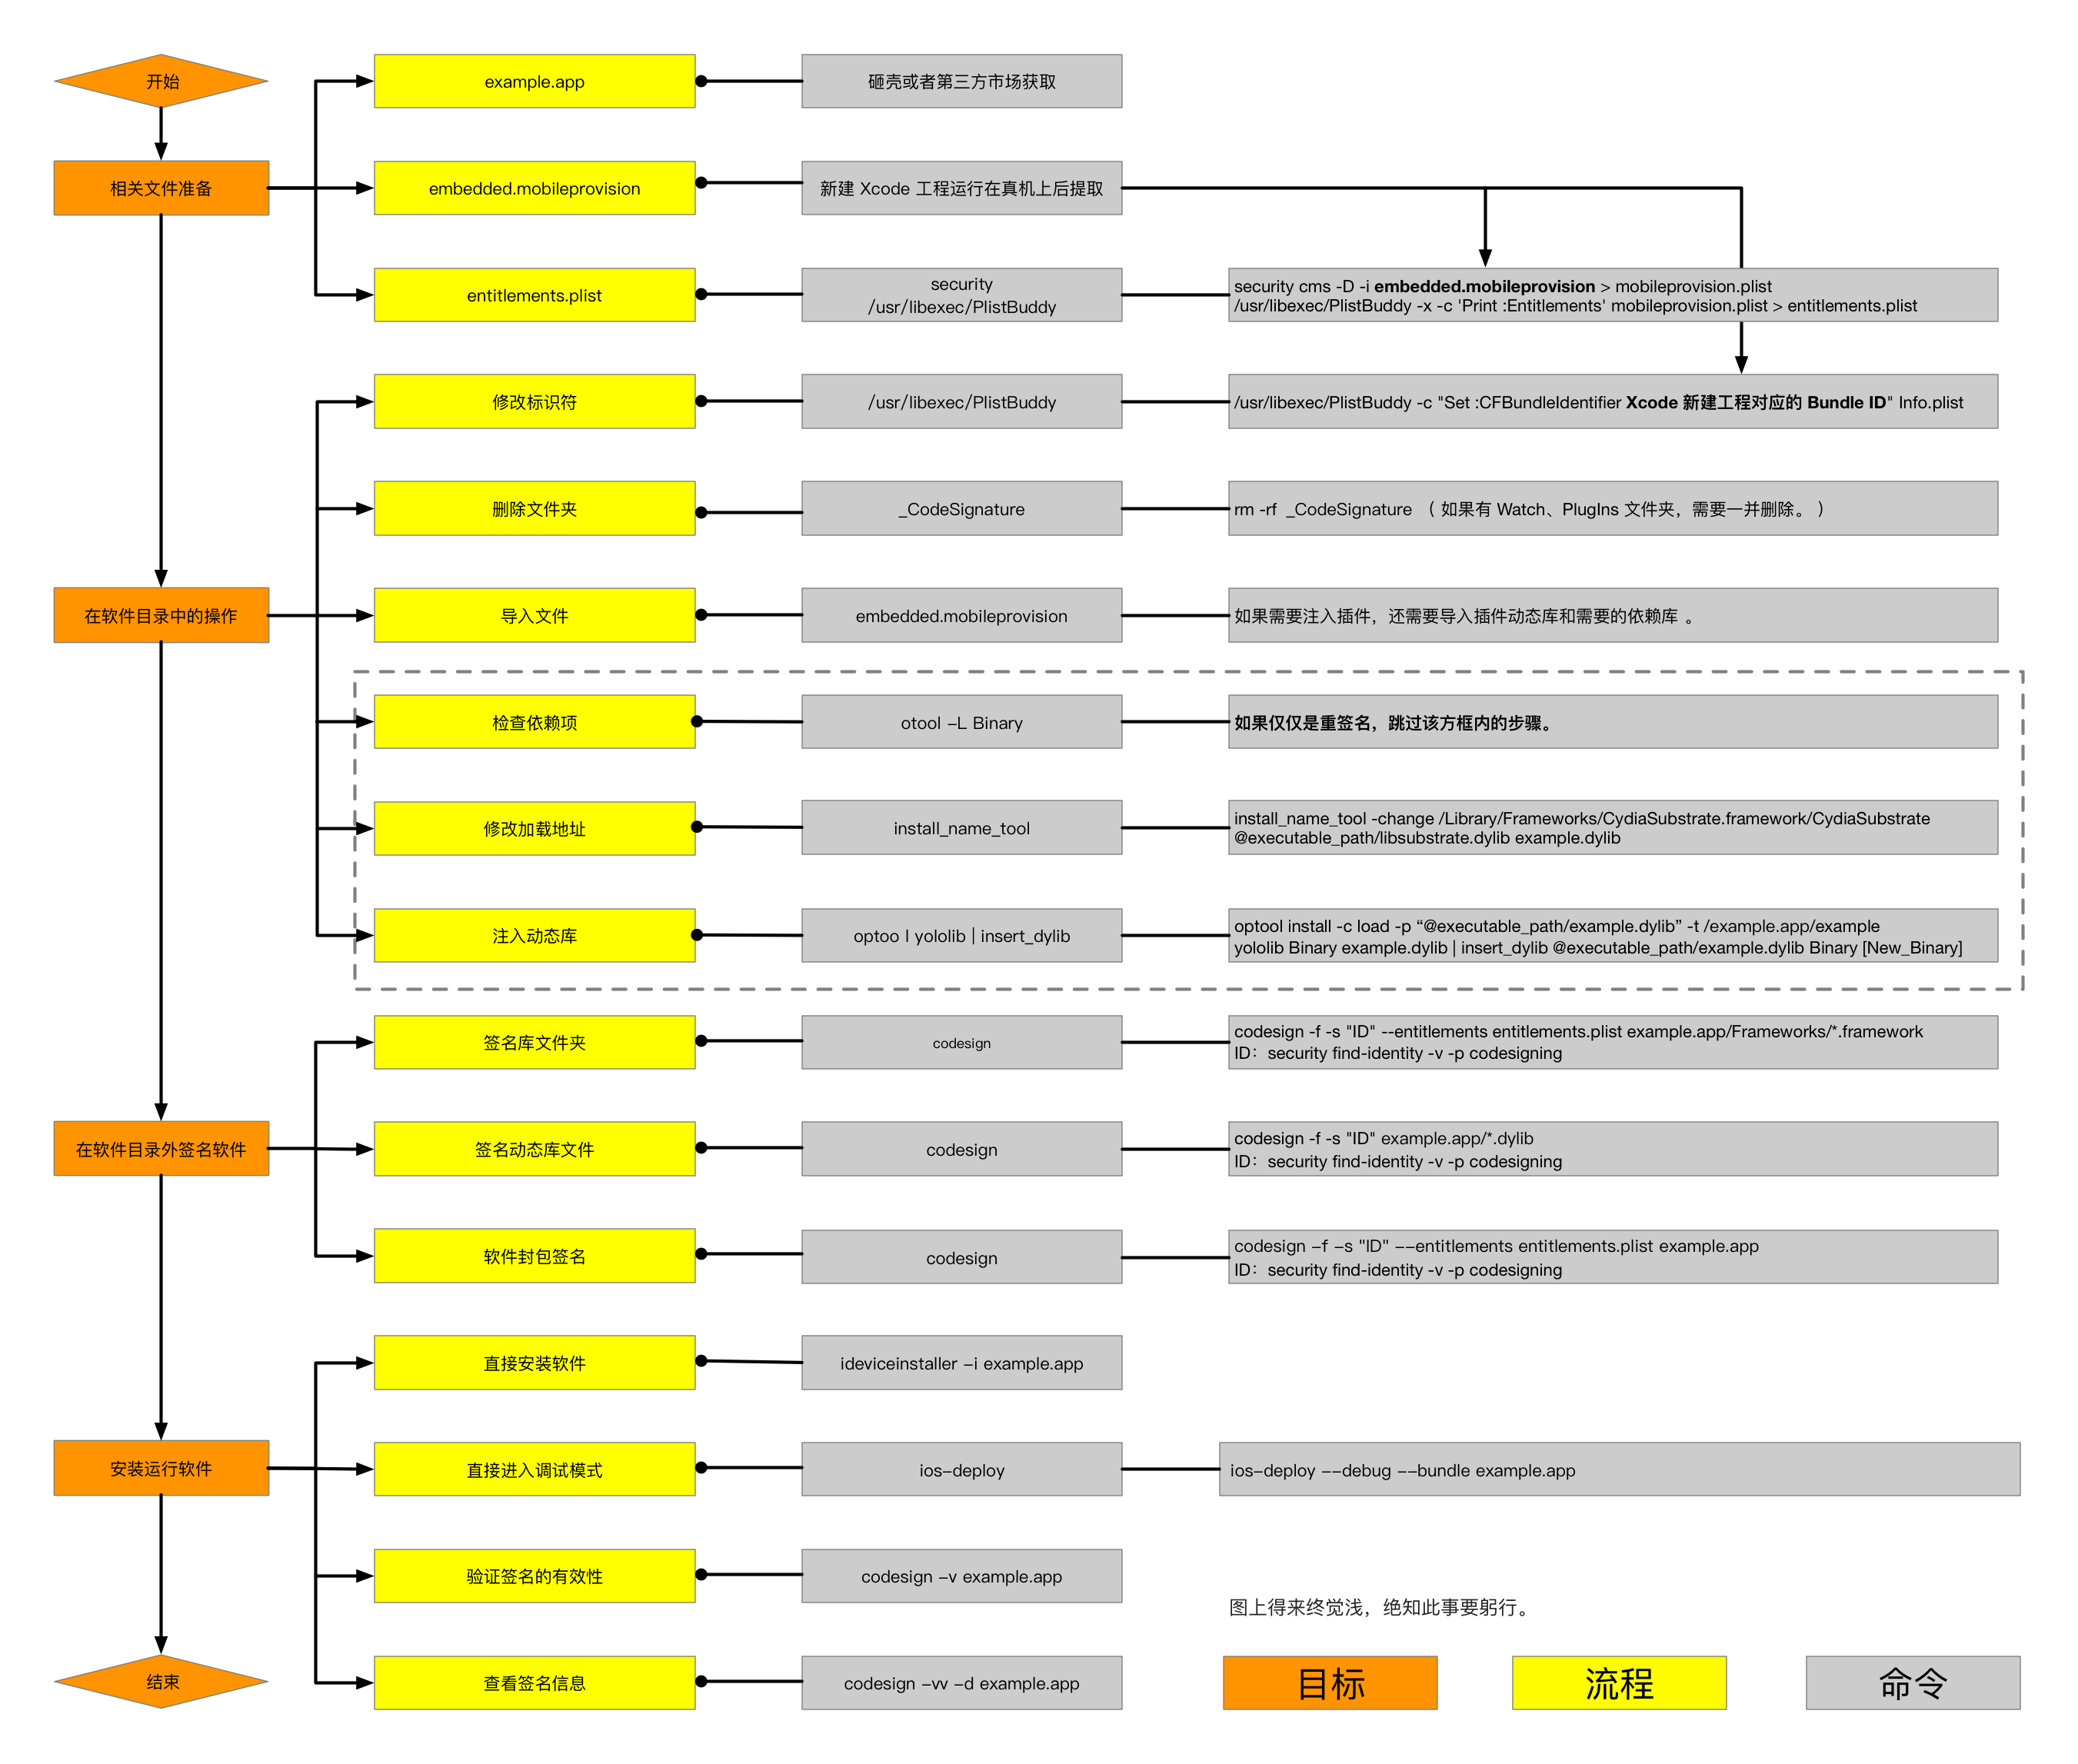 开始
example.app
砸壳或者第三方市场获取
相关文件准备
embedded.mobileprovision
新建 Xcode 工程运行在真机上后提取
entitlements.plist
security
/usr/libexec/PlistBuddy
security cms -D -i embedded.mobileprovision > mobileprovision.plist
/usr/libexec/PlistBuddy -x -c 'Print :Entitlements' mobileprovision.plist > entitlements.plist
修改标识符
/usr/libexec/PlistBuddy
/usr/libexec/PlistBuddy -c "Set :CFBundleIdentifier Xcode 新建工程对应的 Bundle ID" Info.plist
删除文件夹
_CodeSignature
rm -rf _CodeSignature （ 如果有 Watch、PlugIns 文件夹，需要一并删除。）
在软件目录中的操作
导入文件
embedded.mobileprovision
如果需要注入插件，还需要导入插件动态库和需要的依赖库 。
检查依赖项
otool –L Binary
如果仅仅是重签名，跳过该方框内的步骤。
修改加载地址
install_name_tool
install_name_tool -change /Library/Frameworks/CydiaSubstrate.framework/CydiaSubstrate
@executable_path/libsubstrate.dylib example.dylib
注入动态库
optoo l yololib | insert_dylib
optool install -c load -p “@executable_path/example.dylib” -t /example.app/example
yololib Binary example.dylib | insert_dylib @executable_path/example.dylib Binary [New_Binary]
签名库文件夹
codesign
codesign -f -s "ID" --entitlements entitlements.plist example.app/Frameworks/*.framework
ID：security find-identity -v -p codesigning
在软件目录外签名软件
签名动态库文件
codesign
codesign -f -s "ID" example.app/*.dylib
ID：security find-identity -v -p codesigning
软件封包签名
codesign
codesign –f –s "ID" ––entitlements entitlements.plist example.app
ID：security find-identity -v -p codesigning
直接安装软件
ideviceinstaller –i example.app
安装运行软件
直接进入调试模式
ios–deploy
ios–deploy ––debug ––bundle example.app
验证签名的有效性
codesign –v example.app
图上得来终觉浅，绝知此事要躬行。
结束
查看签名信息
codesign –vv –d example.app
目标
流程
命令